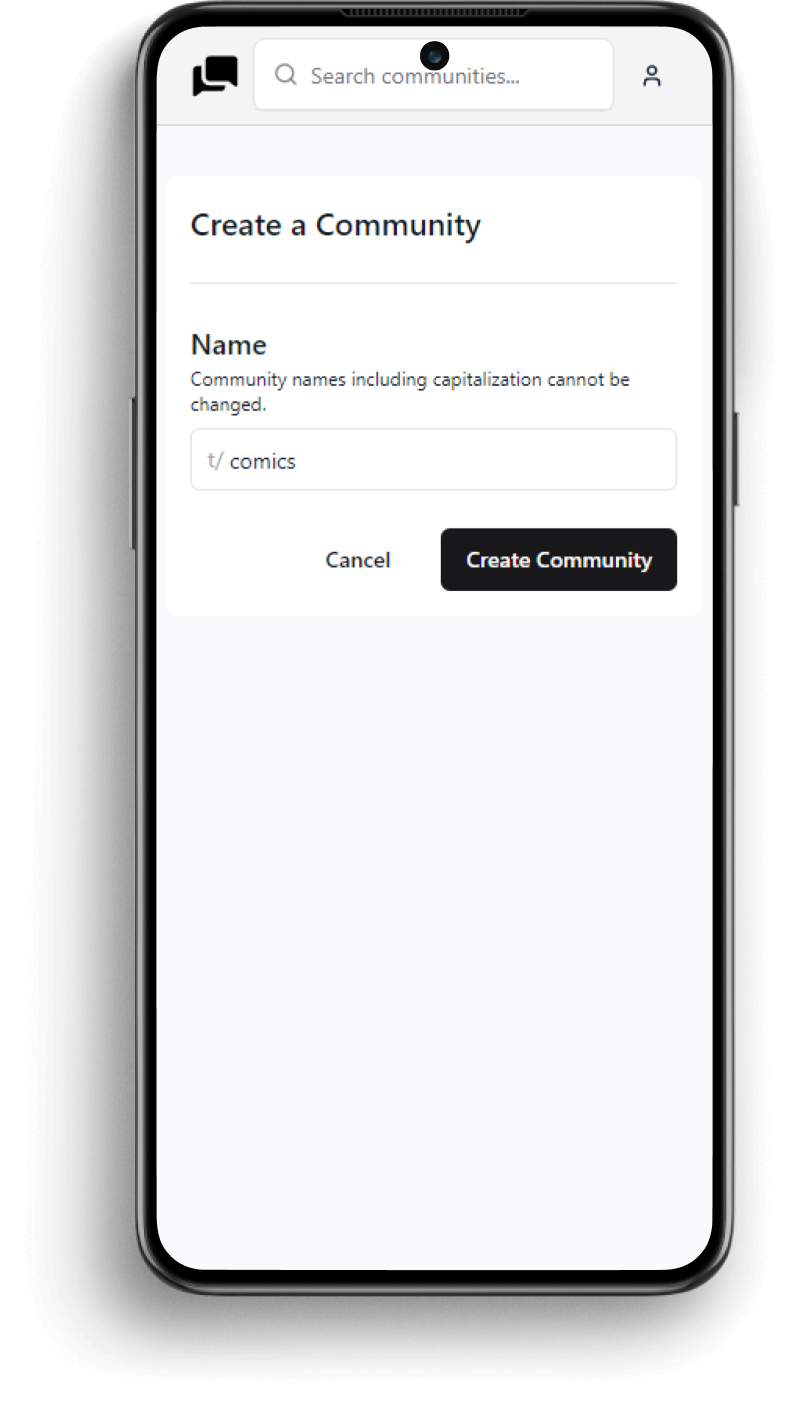 Search communities...
Create a Community
Name
Community names including capitalization cannot be
changed.
t/ comics
Cancel
Create Community